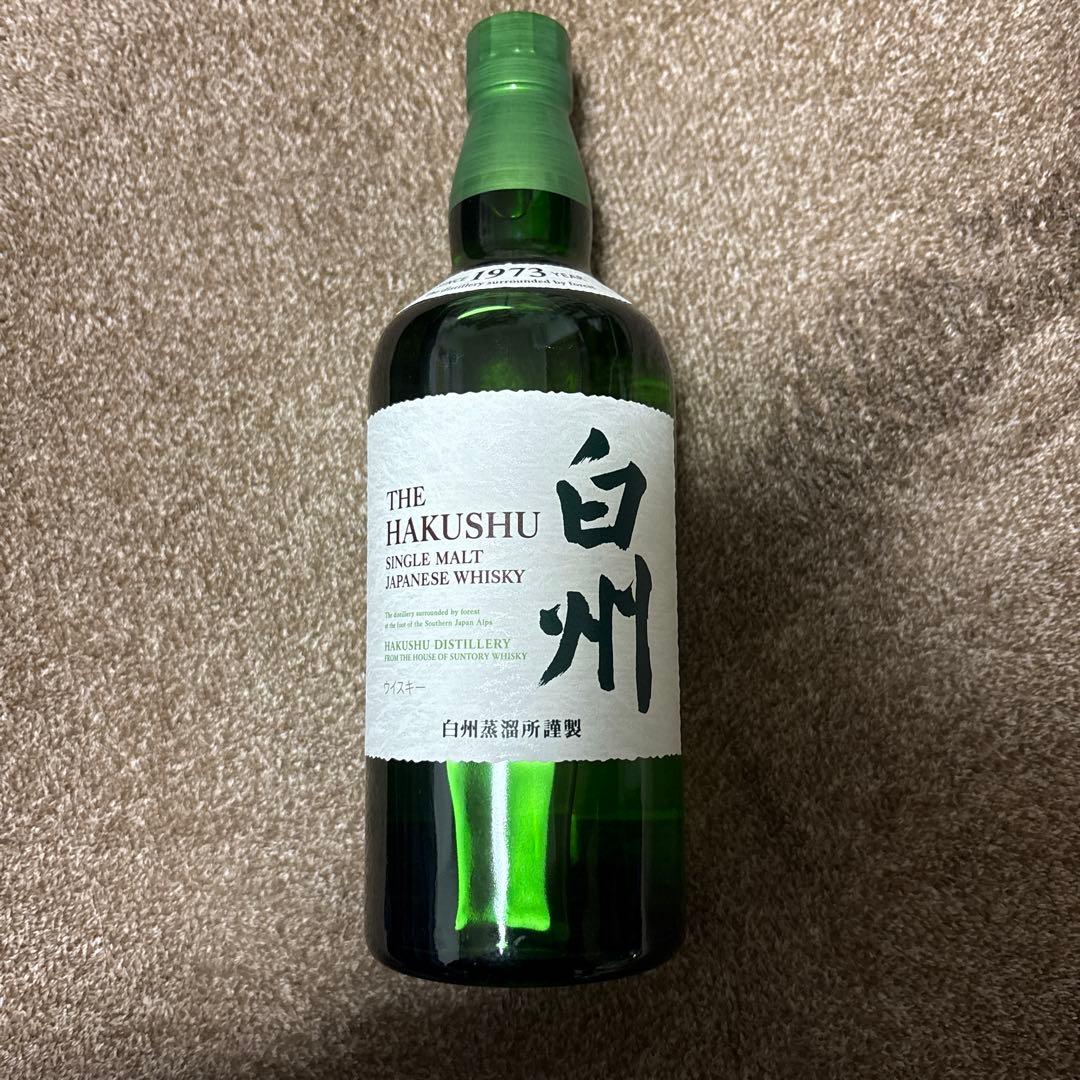 1973
The distillery surrounded by forest
THE
HAKUSHU
SINGLE MALT
JAPANESE WHISKY
白州
The distillery surrounded by forest
at the foot of the Southern Japan Alps
HAKUSHU DISTILLERY
FROM THE HOUSE OF SUNTORY WHISKY
ウイスキー
白州蒸溜所謹製